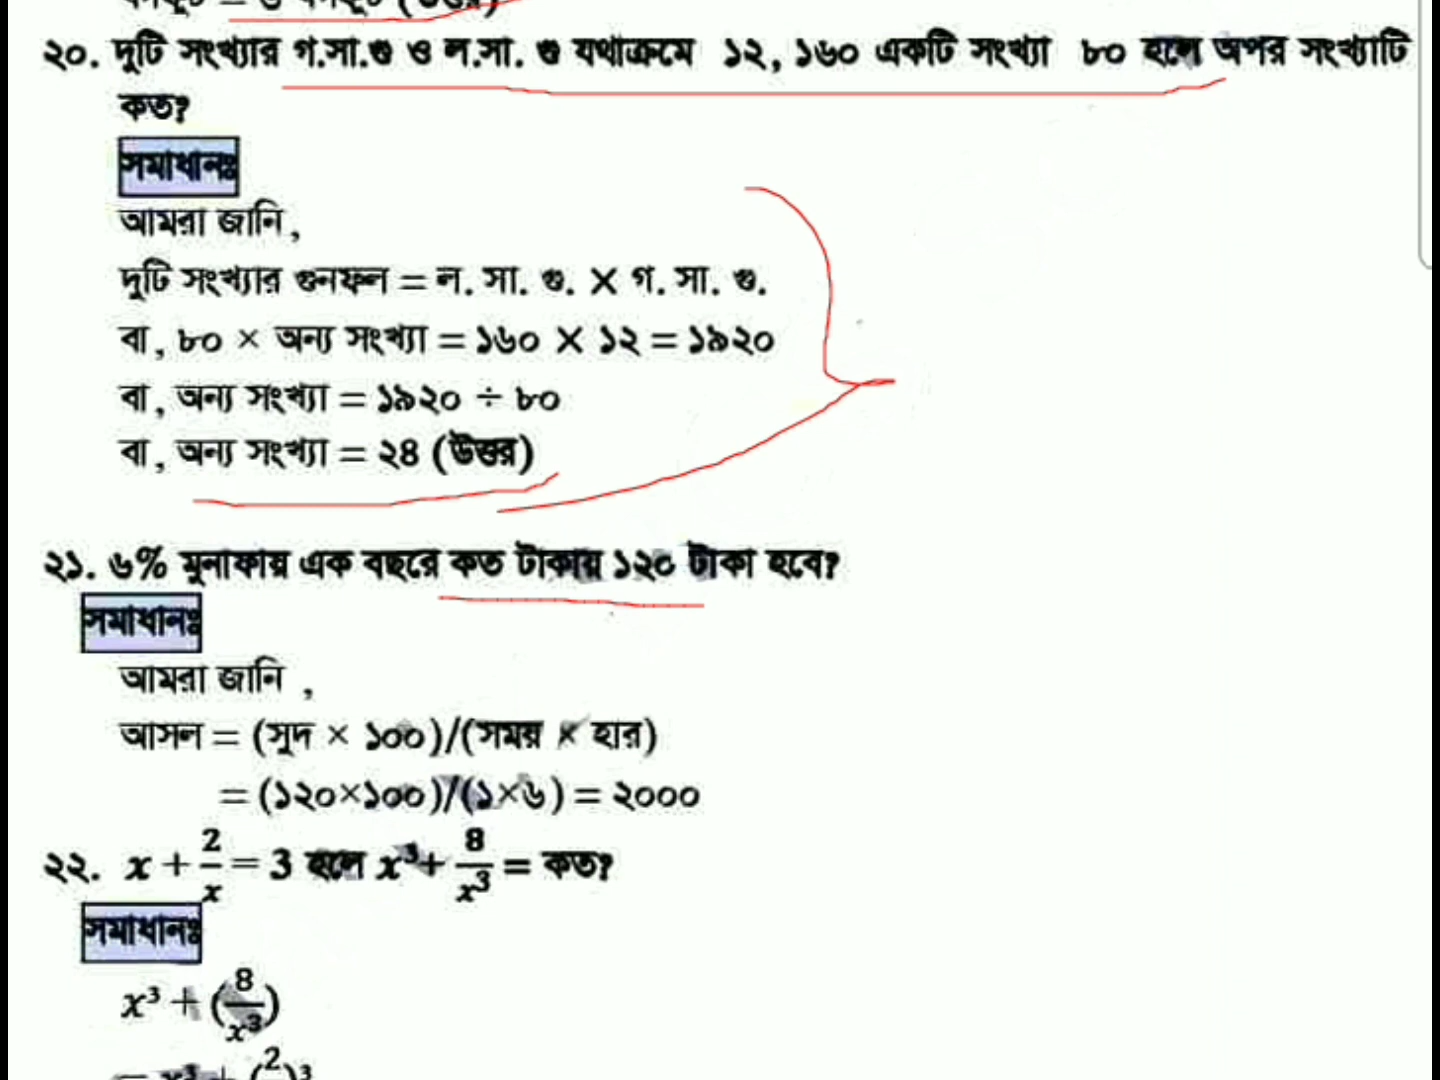 ২০. দুটি সংখ্যার গ.সা.গু ও ল.সা. গু যথাক্রমে ১২, ১৬০ একটি সংখ্যা ৮০ হলে অপর সংখ্যাটি
কত?
সমাধানঃ
আমরা জানি ,
দুটি সংখ্যার গুনফল = ল. সা. গু. × গ. সা. গু.
বা , ৮০ × অন্য সংখ্যা = ১৬০ × ১২ = ১৯২০
বা , অন্য সংখ্যা = ১৯২০ ÷ ৮০
বা , অন্য সংখ্যা = ২৪ (উত্তর)
২১. ৬% মুনাফায় এক বছরে কত টাকায় ১২০ টাকা হবে?
সমাধানঃ
আমরা জানি ,
আসল = (সুদ × ১০০)/(সময় × হার)
= (১২০×১০০)/(১×৬) = ২০০০
২২. x + 2/x = 3 হলে x³+ 8/x³ = কত?
সমাধানঃ
x³ + (8/x³)